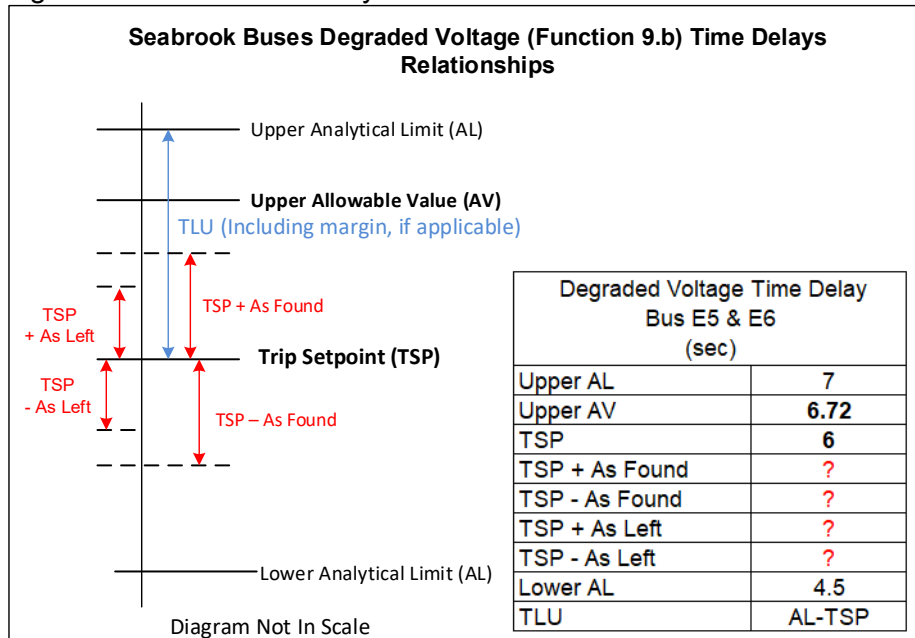 Seabrook Buses Degraded Voltage (Function 9.b) Time Delays
Relationships
Upper Analytical Limit (AL)
Upper Allowable Value (AV)
TLU (Including margin, if applicable)
TSP + As Found
TSP
+ As Left
Trip Setpoint (TSP)
TSP
- As Left
TSP – As Found
Lower Analytical Limit (AL)
Diagram Not In Scale
Degraded Voltage Time Delay
Bus E5 & E6
(sec)
Upper AL 7
Upper AV 6.72
TSP 6
TSP + As Found ?
TSP - As Found ?
TSP + As Left ?
TSP - As Left ?
Lower AL 4.5
TLU AL-TSP